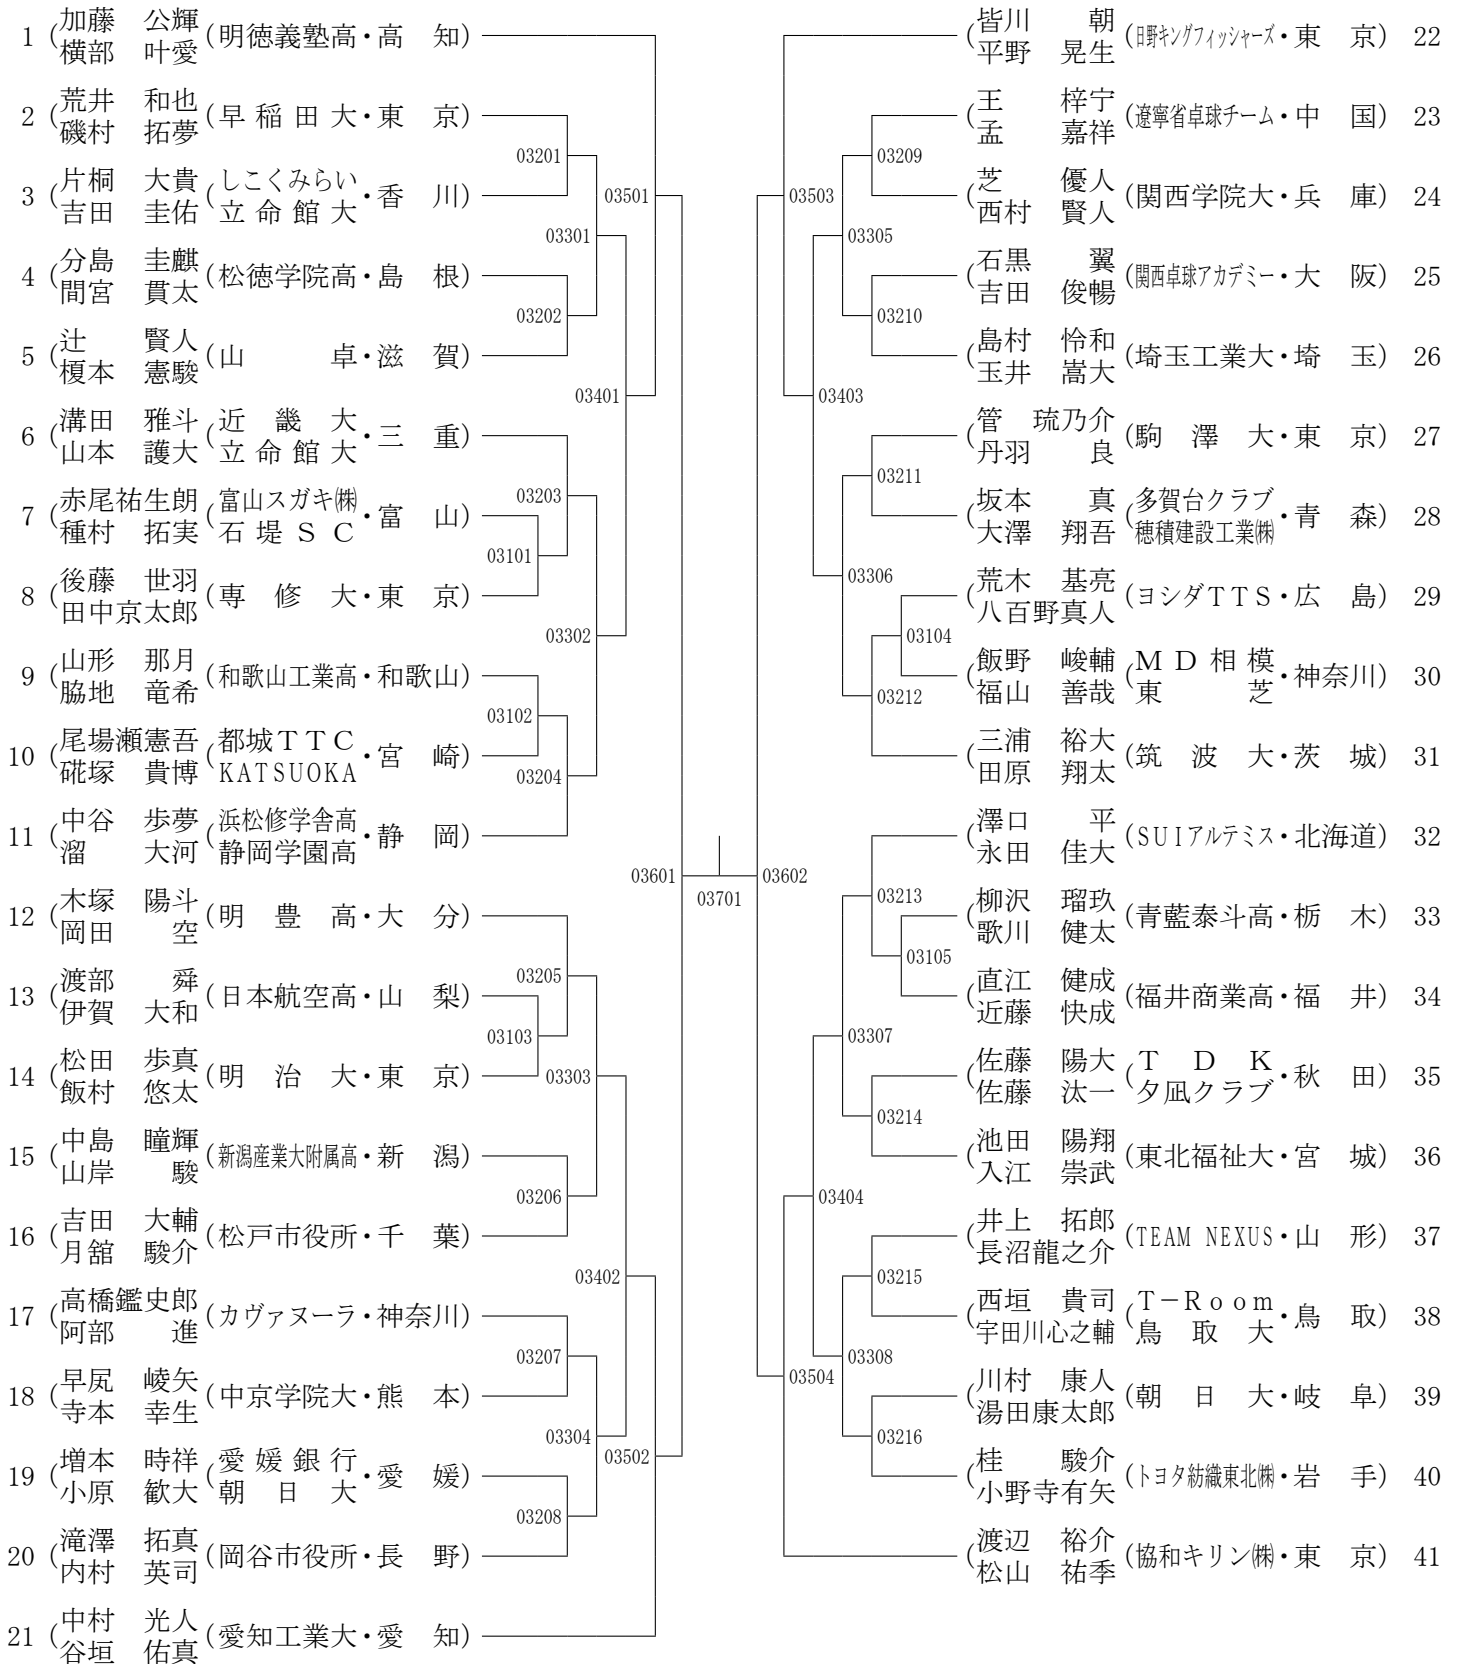 1 (加藤 公輝 横部 叶愛 (明徳義塾高・高 知)
2 (荒井 和也 磯村 拓夢 (早稲田大・東 京)
03201
3 (片桐 大貴 吉田 圭佑 (しこくみらい 立命館大・香 川)
03501
03301
4 (分島 圭麒 間宮 貫太 (松徳学院高・島 根)
03202
5 (辻 賢人 榎本 憲駿 (山 卓・滋 賀)
03401
6 (溝田 雅斗 山本 護大 (近畿大 立命館大・三 重)
03203
7 (赤尾祐生朗 種村 拓実 (富山スガキ㈱ 石堤SC・富 山)
03101
8 (後藤 世羽 田中京太郎 (専修大・東 京)
03302
9 (山形 那月 脇地 竜希 (和歌山工業高・和歌山)
03102
10 (尾場瀬憲吾 硴塚 貴博 (都城TTC KATSUOKA・宮 崎)
03204
11 (中谷 歩夢 溜 大河 (浜松修学舎高 静岡学園高・静 岡)
03601
03701
12 (木塚 陽斗 岡田 空 (明豊高・大 分)
03205
13 (渡部 舜 伊賀 大和 (日本航空高・山 梨)
03103
14 (松田 歩真 飯村 悠太 (明治大・東 京)
03303
15 (中島 瞳輝 山岸 駿 (新潟産業大附属高・新 潟)
03206
16 (吉田 大輔 月舘 駿介 (松戸市役所・千 葉)
03402
17 (高橋鑑史郎 阿部 進 (カヴァヌーラ・神奈川)
03207
18 (早尻 崚矢 寺本 幸生 (中京学院大・熊 本)
03304
03502
19 (増本 時祥 小原 歓大 (愛媛銀行 朝日大・愛 媛)
03208
20 (滝澤 拓真 内村 英司 (岡谷市役所・長 野)
21 (中村 光人 谷垣 佑真 (愛知工業大・愛 知)
(皆川 朝 平野 晃生 (日野キングフィッシャーズ・東 京) 22
(王 梓宁 孟 嘉祥 (遼寧省卓球チーム・中 国) 23
03209
03503
(芝 優人 西村 賢人 (関西学院大・兵 庫) 24
03305
(石黒 翼 吉田 俊暢 (関西卓球アカデミー・大 阪) 25
03210
(島村 怜和 玉井 嵩大 (埼玉工業大・埼 玉) 26
03403
(管 琉乃介 丹羽 良 (駒澤大・東 京) 27
03211
(坂本 真 大澤 翔吾 (多賀台クラブ 穂積建設工業㈱・青 森) 28
03306
(荒木 基亮 八百野真人 (ヨシダTTS・広 島) 29
03104
(飯野 峻輔 福山 善哉 (MD相模 東芝・神奈川) 30
03212
(三浦 裕大 田原 翔太 (筑波大・茨 城) 31
(澤口 平 永田 佳大 (SUIアルテミス・北海道) 32
03602
03213
(柳沢 瑠玖 歌川 健太 (青藍泰斗高・栃 木) 33
03105
(直江 健成 近藤 快成 (福井商業高・福 井) 34
03307
(佐藤 陽大 佐藤 汰一 (TDK 夕凪クラブ・秋 田) 35
03214
(池田 陽翔 入江 崇武 (東北福祉大・宮 城) 36
03404
(井上 拓郎 長沼龍之介 (TEAM NEXUS・山 形) 37
03215
(西垣 貴司 宇田川心之輔 (T−Room 鳥取大・鳥 取) 38
03308
03504
(川村 康人 湯田康太郎 (朝日大・岐 阜) 39
03216
(桂 駿介 小野寺有矢 (トヨタ紡織東北㈱・岩 手) 40
(渡辺 裕介 松山 祐季 (協和キリン㈱・東 京) 41